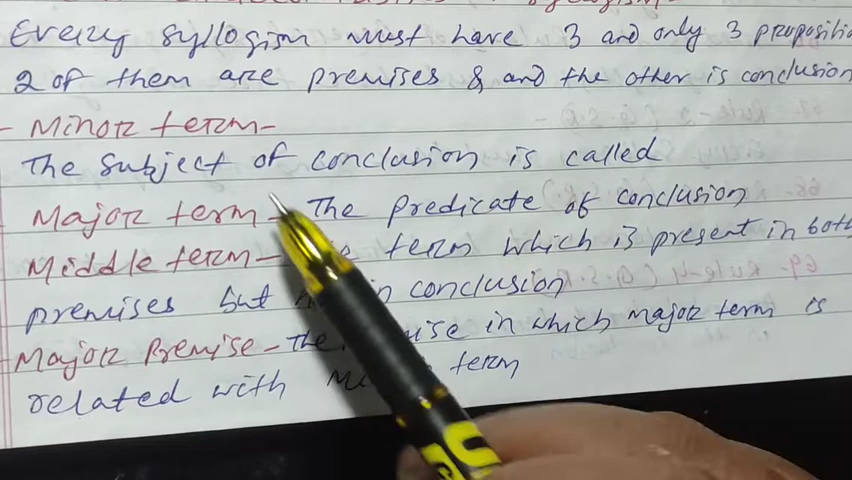 Every syllogism must have 3 and only 3 propositio
2 of them are premises & and the other is conclusion
- Minor term-
The subject of conclusion is called
Major term- The predicate of conclusion
Middle term- term which is present in both
premises but in conclusion
Major Premise- The in which major term is
related with term